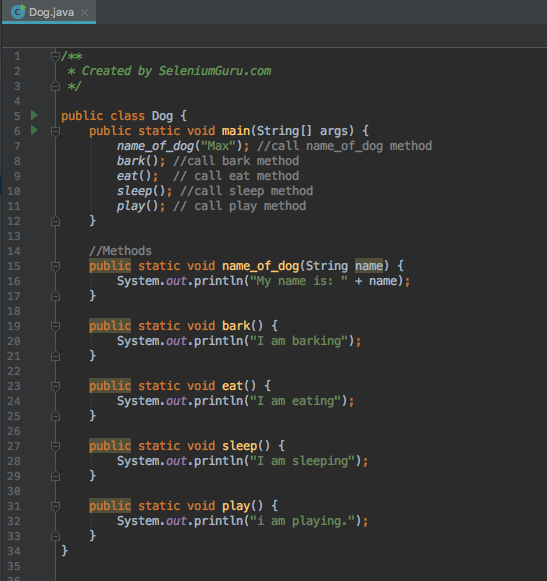 Dog.java
1 /**
2  * Created by SeleniumGuru.com
3  */
4
5 public class Dog {
6     public static void main(String[] args) {
7         name_of_dog("Max"); //call name_of_dog method
8         bark(); //call bark method
9         eat();  // call eat method
10         sleep(); //call sleep method
11         play(); // call play method
12     }
13
14     //Methods
15     public static void name_of_dog(String name) {
16         System.out.println("My name is: " + name);
17     }
18
19     public static void bark() {
20         System.out.println("I am barking");
21     }
22
23     public static void eat() {
24         System.out.println("I am eating");
25     }
26
27     public static void sleep() {
28         System.out.println("I am sleeping");
29     }
30
31     public static void play() {
32         System.out.println("i am playing.");
33     }
34 }
35
36